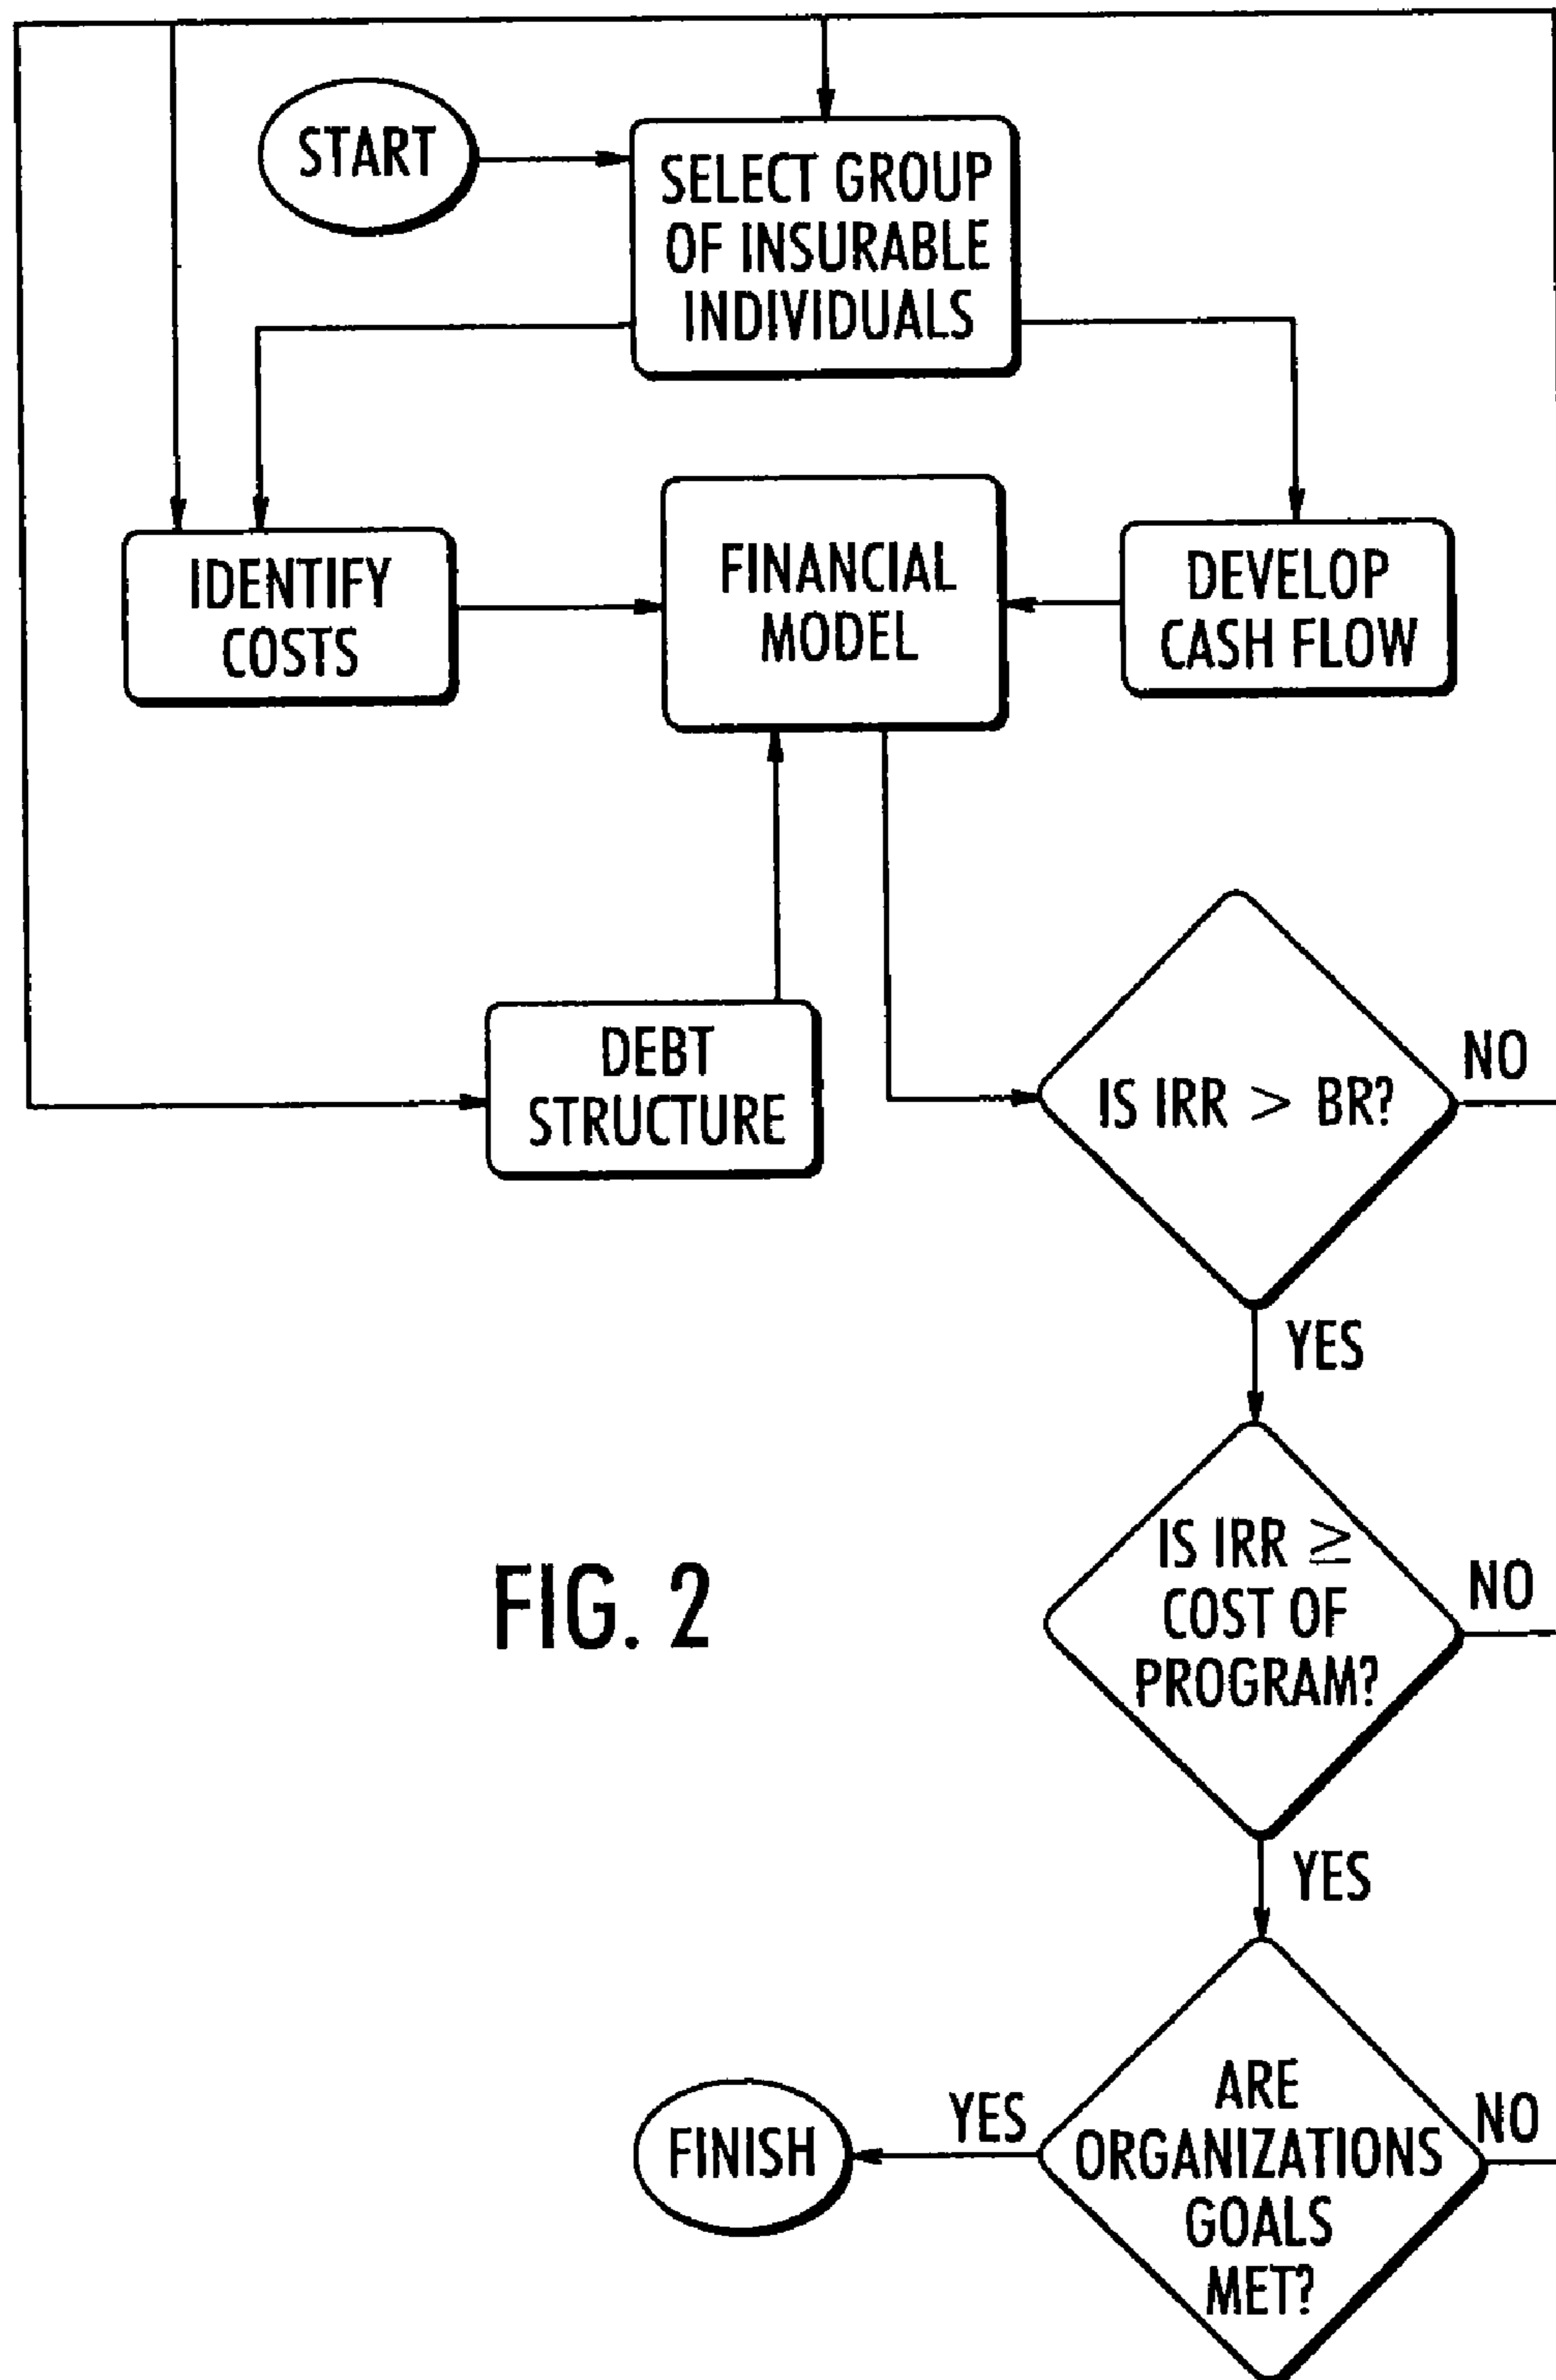 START
SELECT GROUP
OF INSURABLE
INDIVIDUALS
IDENTIFY
COSTS
FINANCIAL
MODEL
DEVELOP
CASH FLOW
DEBT
STRUCTURE
IS IRR > BR?
NO
YES
IS IRR ≥
COST OF
PROGRAM?
NO
YES
FIG. 2
ARE
ORGANIZATIONS
GOALS
MET?
NO
YES
FINISH